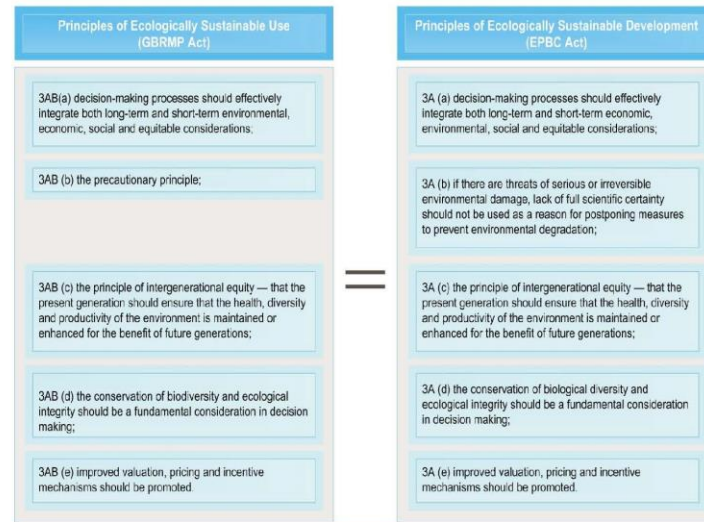 Principles of Ecologically Sustainable Use
(GBRMP Act)
3AB(a) decision-making processes should effectively
integrate both long-term and short-term environmental,
economic, social and equitable considerations;
3AB (b) the precautionary principle;
3AB (c) the principle of intergenerational equity — that the
present generation should ensure that the health, diversity
and productivity of the environment is maintained or
enhanced for the benefit of future generations;
3AB (d) the conservation of biodiversity and ecological
integrity should be a fundamental consideration in decision
making;
3AB (e) improved valuation, pricing and incentive
mechanisms should be promoted.
=
Principles of Ecologically Sustainable Development
(EPBC Act)
3A (a) decision-making processes should effectively
integrate both long-term and short-term economic,
environmental, social and equitable considerations;
3A (b) if there are threats of serious or irreversible
environmental damage, lack of full scientific certainty
should not be used as a reason for postponing measures
to prevent environmental degradation;
3A (c) the principle of intergenerational equity — that the
present generation should ensure that the health, diversity
and productivity of the environment is maintained or
enhanced for the benefit of future generations;
3A (d) the conservation of biological diversity and
ecological integrity should be a fundamental consideration
in decision making;
3A (e) improved valuation, pricing and incentive
mechanisms should be promoted.